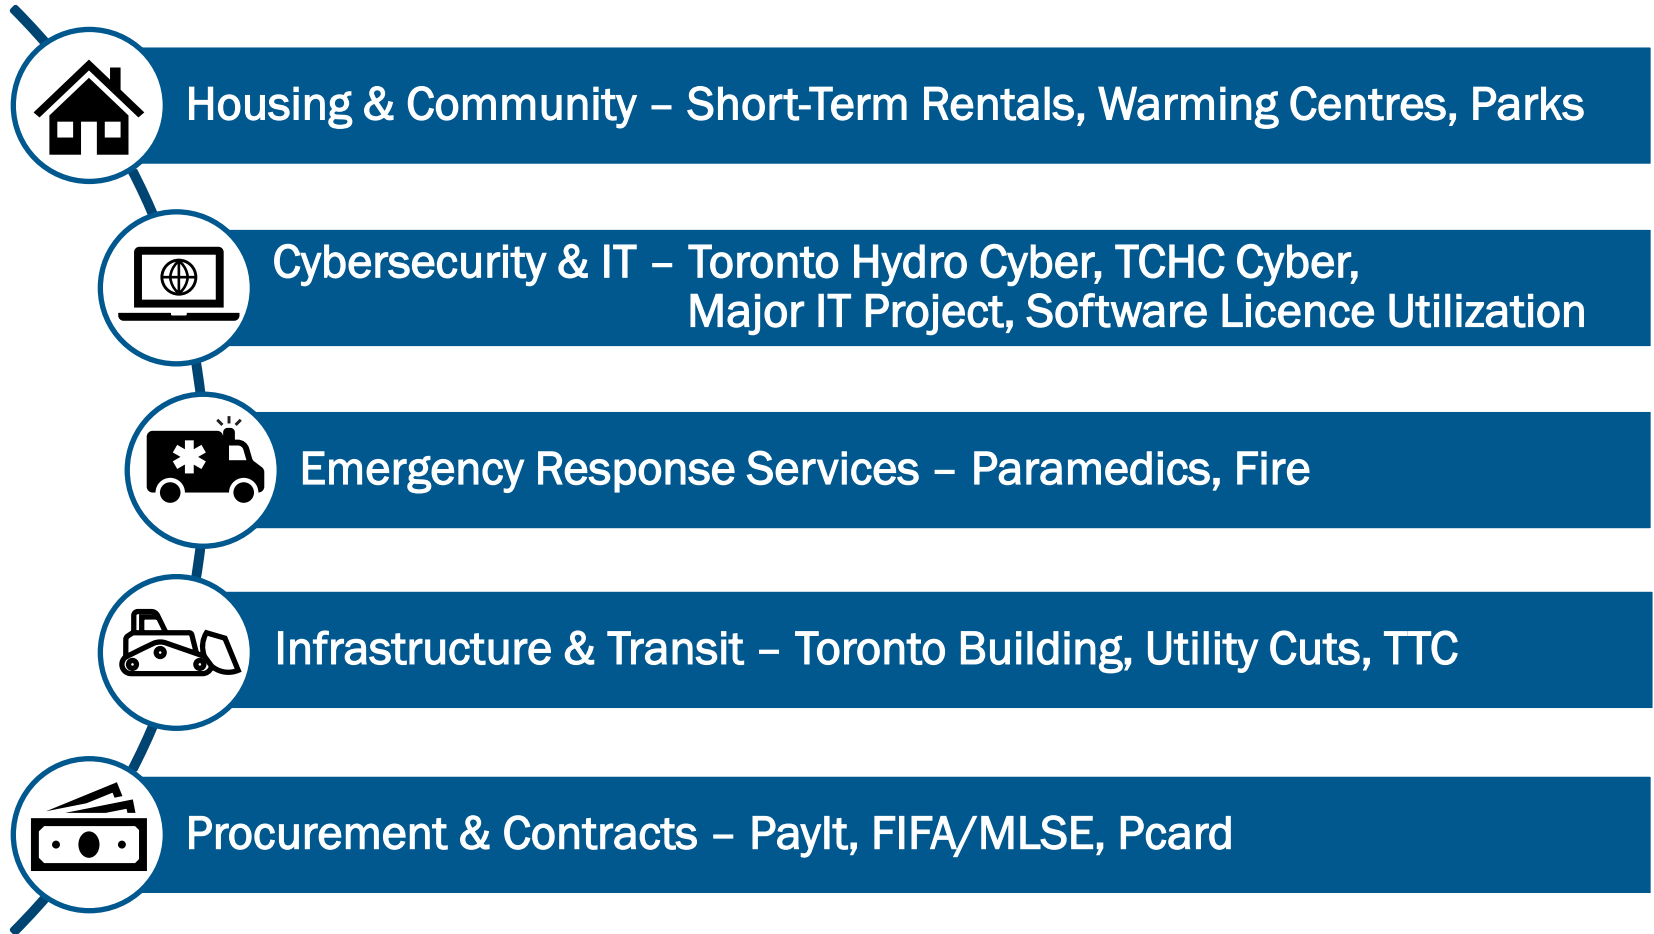 Housing & Community – Short-Term Rentals, Warming Centres, Parks
Cybersecurity & IT – Toronto Hydro Cyber, TCHC Cyber,
Major IT Project, Software Licence Utilization
Emergency Response Services – Paramedics, Fire
Infrastructure & Transit – Toronto Building, Utility Cuts, TTC
Procurement & Contracts – PayIt, FIFA/MLSE, Pcard